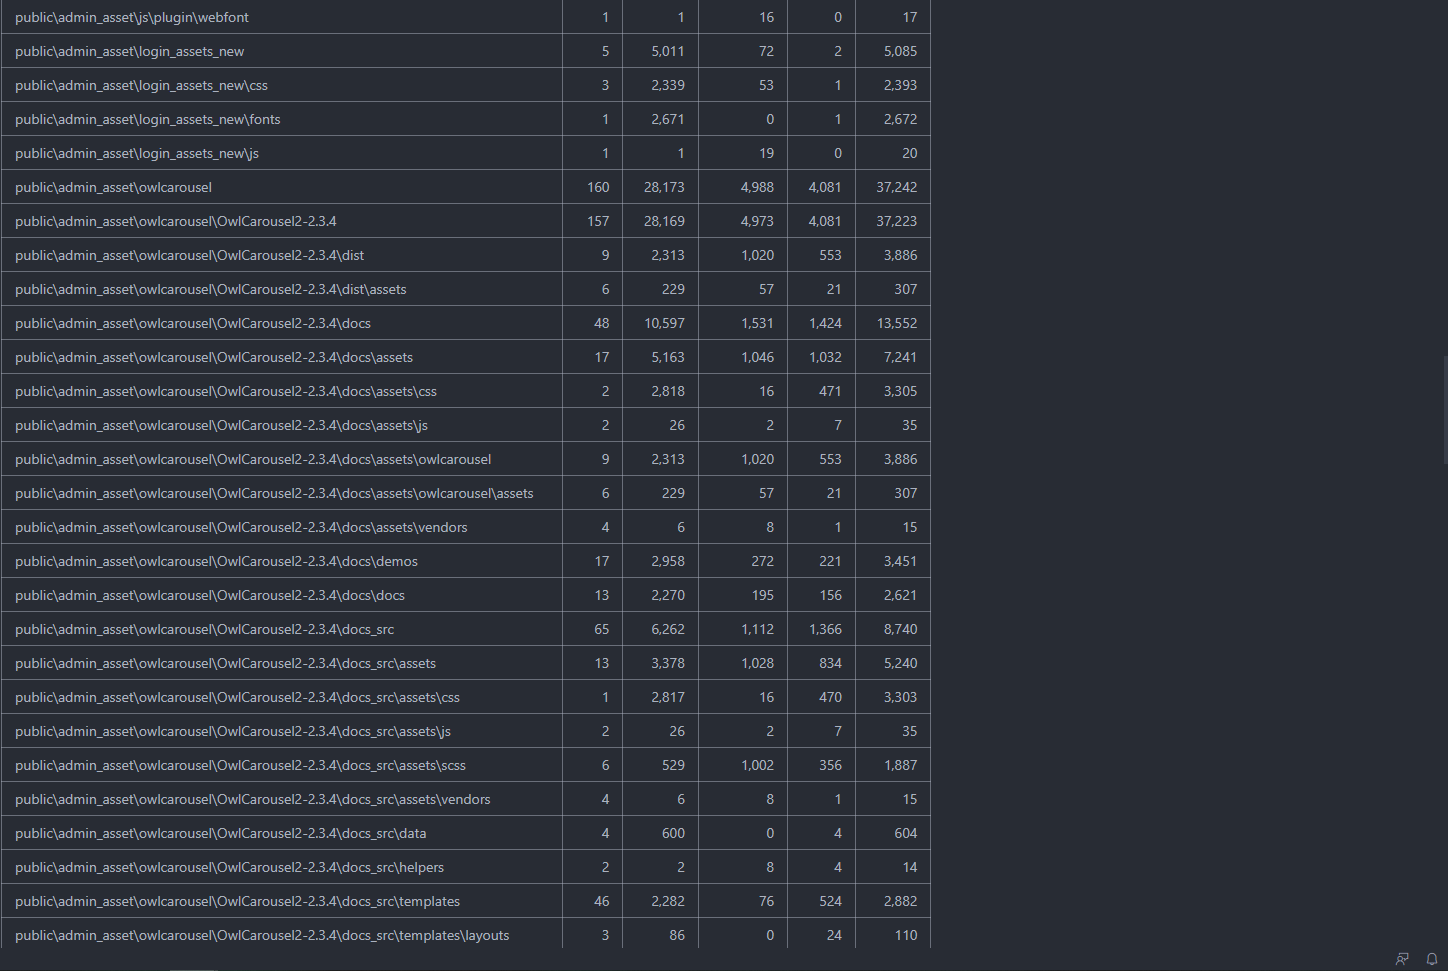 public\admin_asset\js\plugin\webfont 1 1 16 0 17
public\admin_asset\login_assets_new 5 5,011 72 2 5,085
public\admin_asset\login_assets_new\css 3 2,339 53 1 2,393
public\admin_asset\login_assets_new\fonts 1 2,671 0 1 2,672
public\admin_asset\login_assets_new\js 1 1 19 0 20
public\admin_asset\owlcarousel 160 28,173 4,988 4,081 37,242
public\admin_asset\owlcarousel\OwlCarousel2-2.3.4 157 28,169 4,973 4,081 37,223
public\admin_asset\owlcarousel\OwlCarousel2-2.3.4\dist 9 2,313 1,020 553 3,886
public\admin_asset\owlcarousel\OwlCarousel2-2.3.4\dist\assets 6 229 57 21 307
public\admin_asset\owlcarousel\OwlCarousel2-2.3.4\docs 48 10,597 1,531 1,424 13,552
public\admin_asset\owlcarousel\OwlCarousel2-2.3.4\docs\assets 17 5,163 1,046 1,032 7,241
public\admin_asset\owlcarousel\OwlCarousel2-2.3.4\docs\assets\css 2 2,818 16 471 3,305
public\admin_asset\owlcarousel\OwlCarousel2-2.3.4\docs\assets\js 2 26 2 7 35
public\admin_asset\owlcarousel\OwlCarousel2-2.3.4\docs\assets\owlcarousel 9 2,313 1,020 553 3,886
public\admin_asset\owlcarousel\OwlCarousel2-2.3.4\docs\assets\owlcarousel\assets 6 229 57 21 307
public\admin_asset\owlcarousel\OwlCarousel2-2.3.4\docs\assets\vendors 4 6 8 1 15
public\admin_asset\owlcarousel\OwlCarousel2-2.3.4\docs\demos 17 2,958 272 221 3,451
public\admin_asset\owlcarousel\OwlCarousel2-2.3.4\docs\docs 13 2,270 195 156 2,621
public\admin_asset\owlcarousel\OwlCarousel2-2.3.4\docs_src 65 6,262 1,112 1,366 8,740
public\admin_asset\owlcarousel\OwlCarousel2-2.3.4\docs_src\assets 13 3,378 1,028 834 5,240
public\admin_asset\owlcarousel\OwlCarousel2-2.3.4\docs_src\assets\css 1 2,817 16 470 3,303
public\admin_asset\owlcarousel\OwlCarousel2-2.3.4\docs_src\assets\js 2 26 2 7 35
public\admin_asset\owlcarousel\OwlCarousel2-2.3.4\docs_src\assets\scss 6 529 1,002 356 1,887
public\admin_asset\owlcarousel\OwlCarousel2-2.3.4\docs_src\assets\vendors 4 6 8 1 15
public\admin_asset\owlcarousel\OwlCarousel2-2.3.4\docs_src\data 4 600 0 4 604
public\admin_asset\owlcarousel\OwlCarousel2-2.3.4\docs_src\helpers 2 2 8 4 14
public\admin_asset\owlcarousel\OwlCarousel2-2.3.4\docs_src\templates 46 2,282 76 524 2,882
public\admin_asset\owlcarousel\OwlCarousel2-2.3.4\docs_src\templates\layouts 3 86 0 24 110